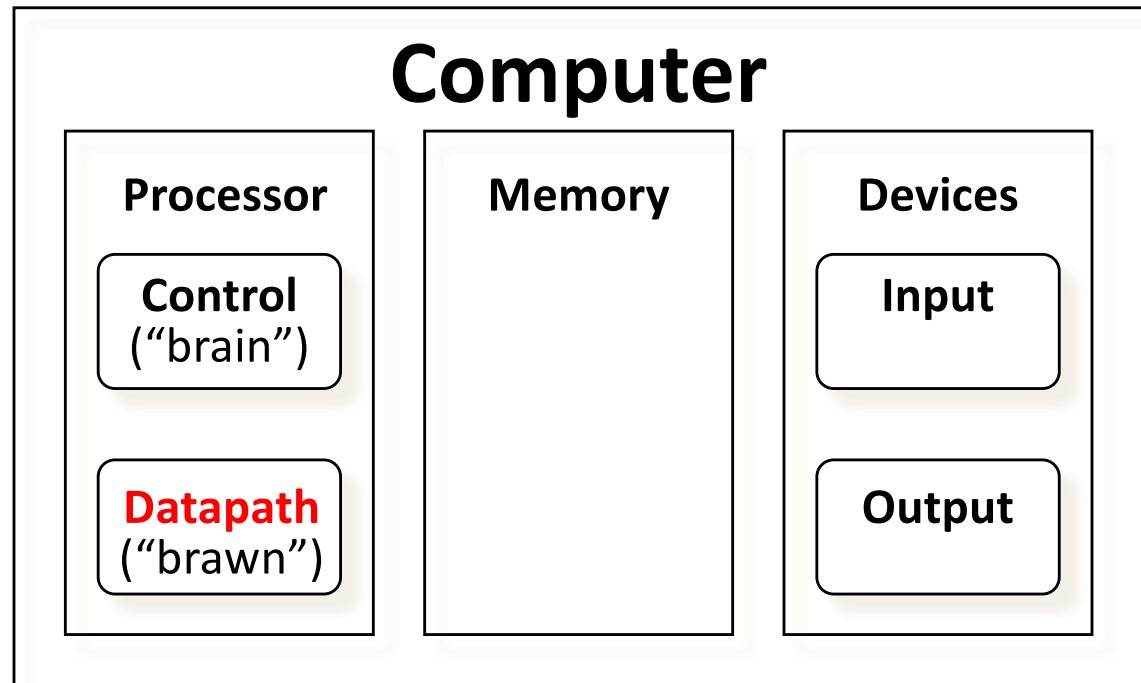 Computer
Processor
Control
(“brain”)
Datapath
(“brawn”)
Memory
Devices
Input
Output